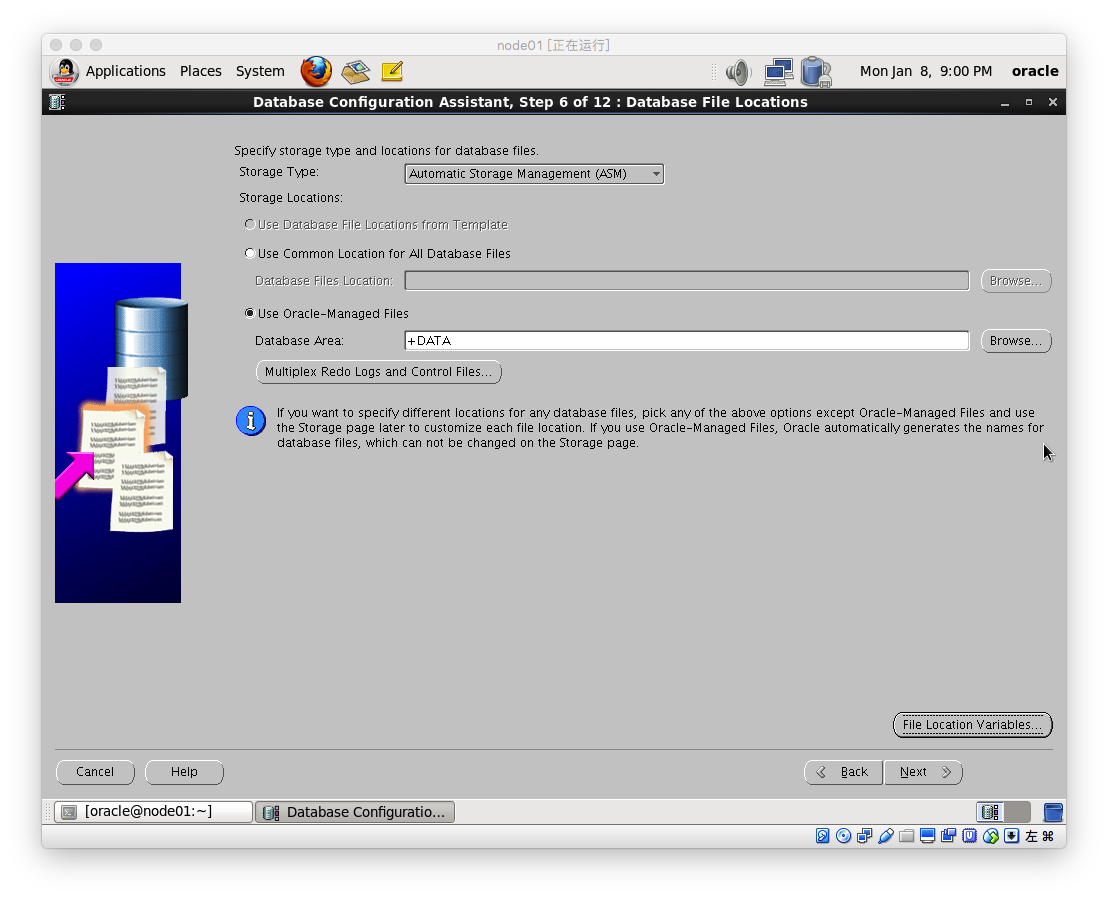 node01 [正在运行]
Applications Places System Mon Jan 8, 9:00 PM oracle
Database Configuration Assistant, Step 6 of 12 : Database File Locations
Specify storage type and locations for database files.
Storage Type: Automatic Storage Management (ASM)
Storage Locations:
Use Database File Locations from Template
Use Common Location for All Database Files
Database Files Location: Browse...
Use Oracle-Managed Files
Database Area: +DATA Browse...
Multiplex Redo Logs and Control Files...
If you want to specify different locations for any database files, pick any of the above options except Oracle-Managed Files and use
the Storage page later to customize each file location. If you use Oracle-Managed Files, Oracle automatically generates the names for
database files, which can not be changed on the Storage page.
File Location Variables...
Cancel Help Back Next
[oracle@node01:~] Database Configuratio...
左 ⌘